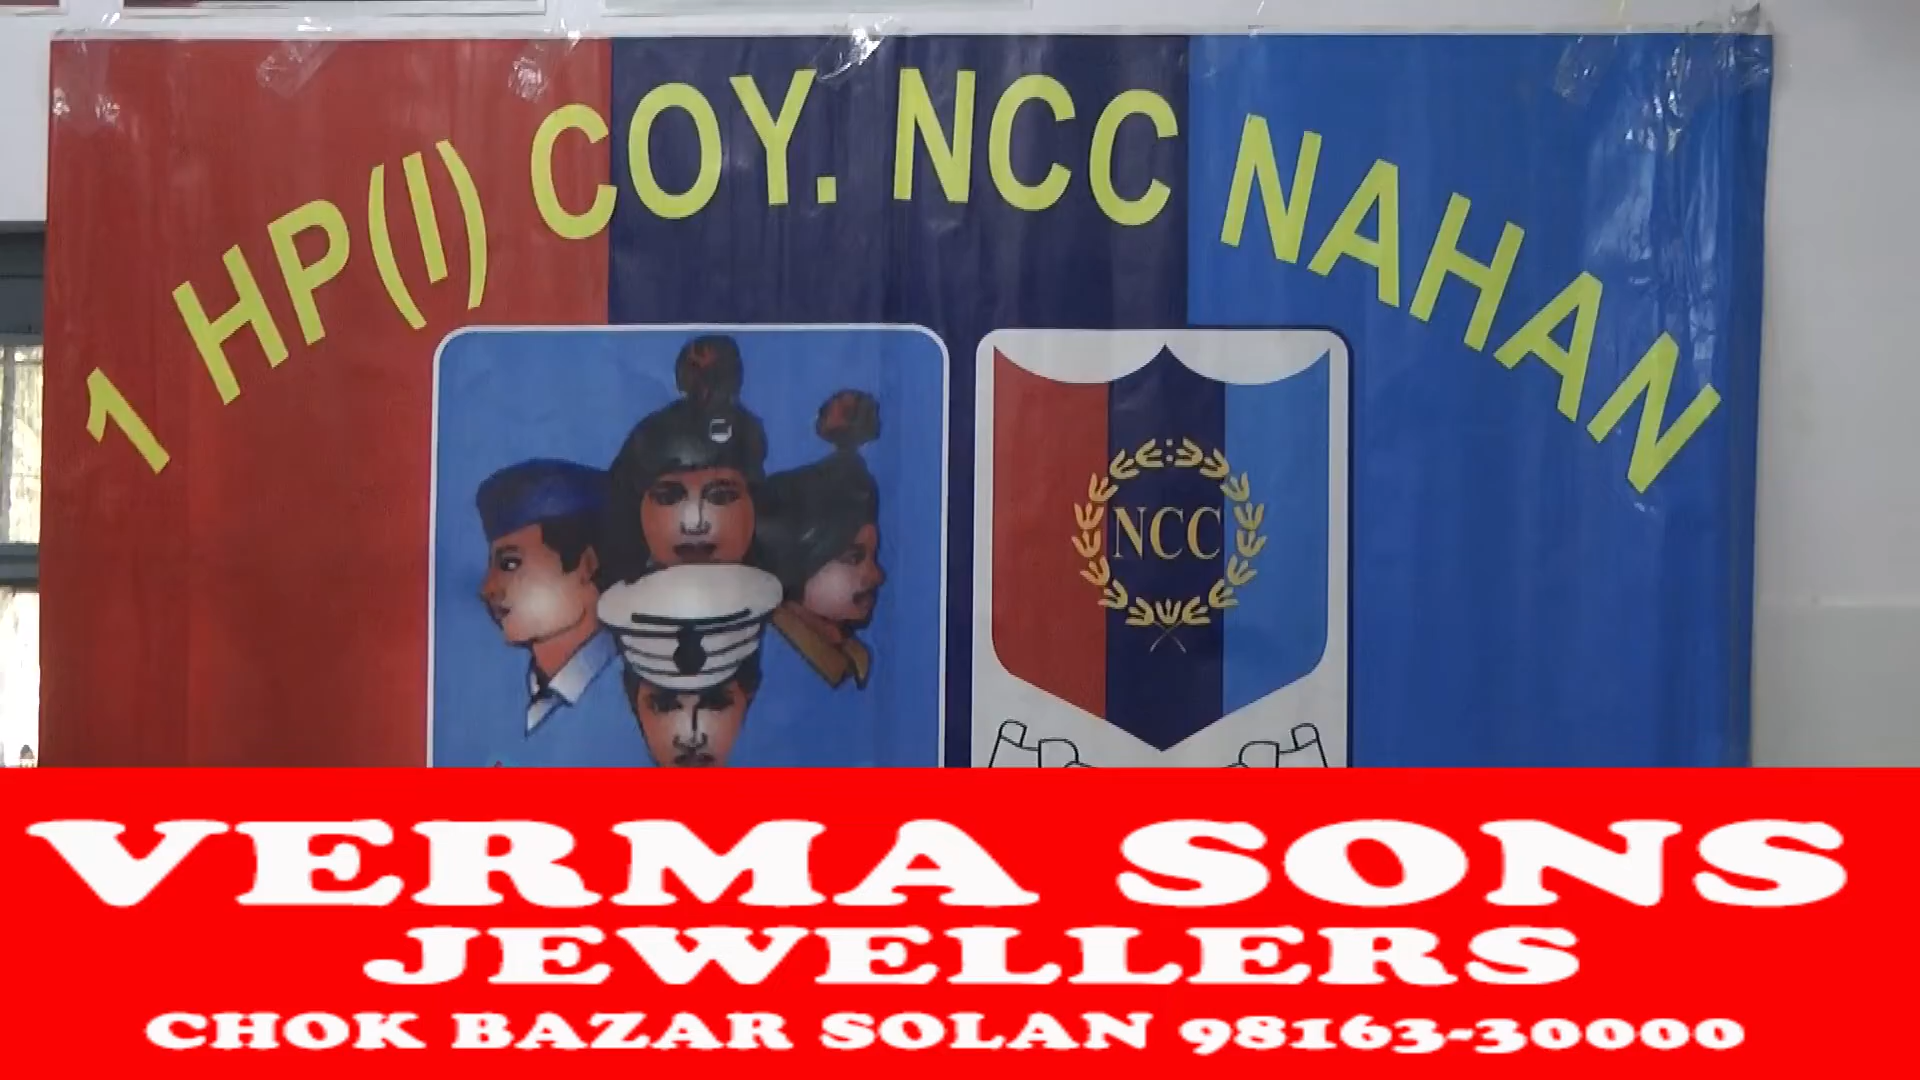 1 HP(I) COY. NCC NAHAN
NCC
VERMA SONS
JEWELLERS
CHOK BAZAR SOLAN 98163-30000